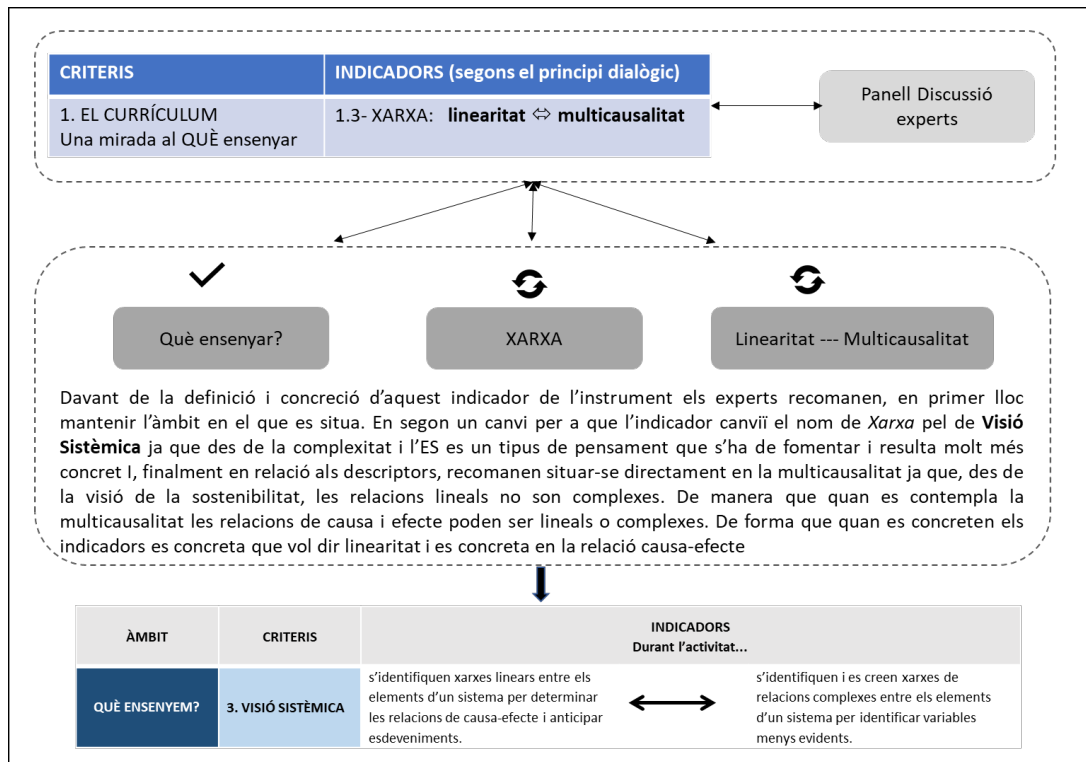 CRITERIS
INDICADORS (segons el principi dialògic)
1. EL CURRÍCULUM
Una mirada al QUÈ ensenyar
1.3- XARXA: linearitat ⇔ multicausalitat
Panell Discussió
experts
Què ensenyar?
XARXA
Linearitat --- Multicausalitat
Davant de la definició i concreció d’aquest indicador de l’instrument els experts recomanen, en primer lloc
mantenir l’àmbit en el que es situa. En segon un canvi per a que l’indicador canviï el nom de Xarxa pel de Visió
Sistèmica ja que des de la complexitat i l’ES es un tipus de pensament que s’ha de fomentar i resulta molt més
concret I, finalment en relació als descriptors, recomanen situar-se directament en la multicausalitat ja que, des de
la visió de la sostenibilitat, les relacions lineals no son complexes. De manera que quan es contempla la
multicausalitat les relacions de causa i efecte poden ser lineals o complexes. De forma que quan es concreten els
indicadors es concreta que vol dir linearitat i es concreta en la relació causa-efecte
ÀMBIT
CRITERIS
INDICADORS
Durant l’activitat...
QUÈ ENSENYEM?
3. VISIÓ SISTÈMICA
s’identifiquen xarxes linears entre els
elements d’un sistema per determinar
les relacions de causa-efecte i anticipar
esdeveniments.
s’identifiquen i es creen xarxes de
relacions complexes entre els elements
d’un sistema per identificar variables
menys evidents.